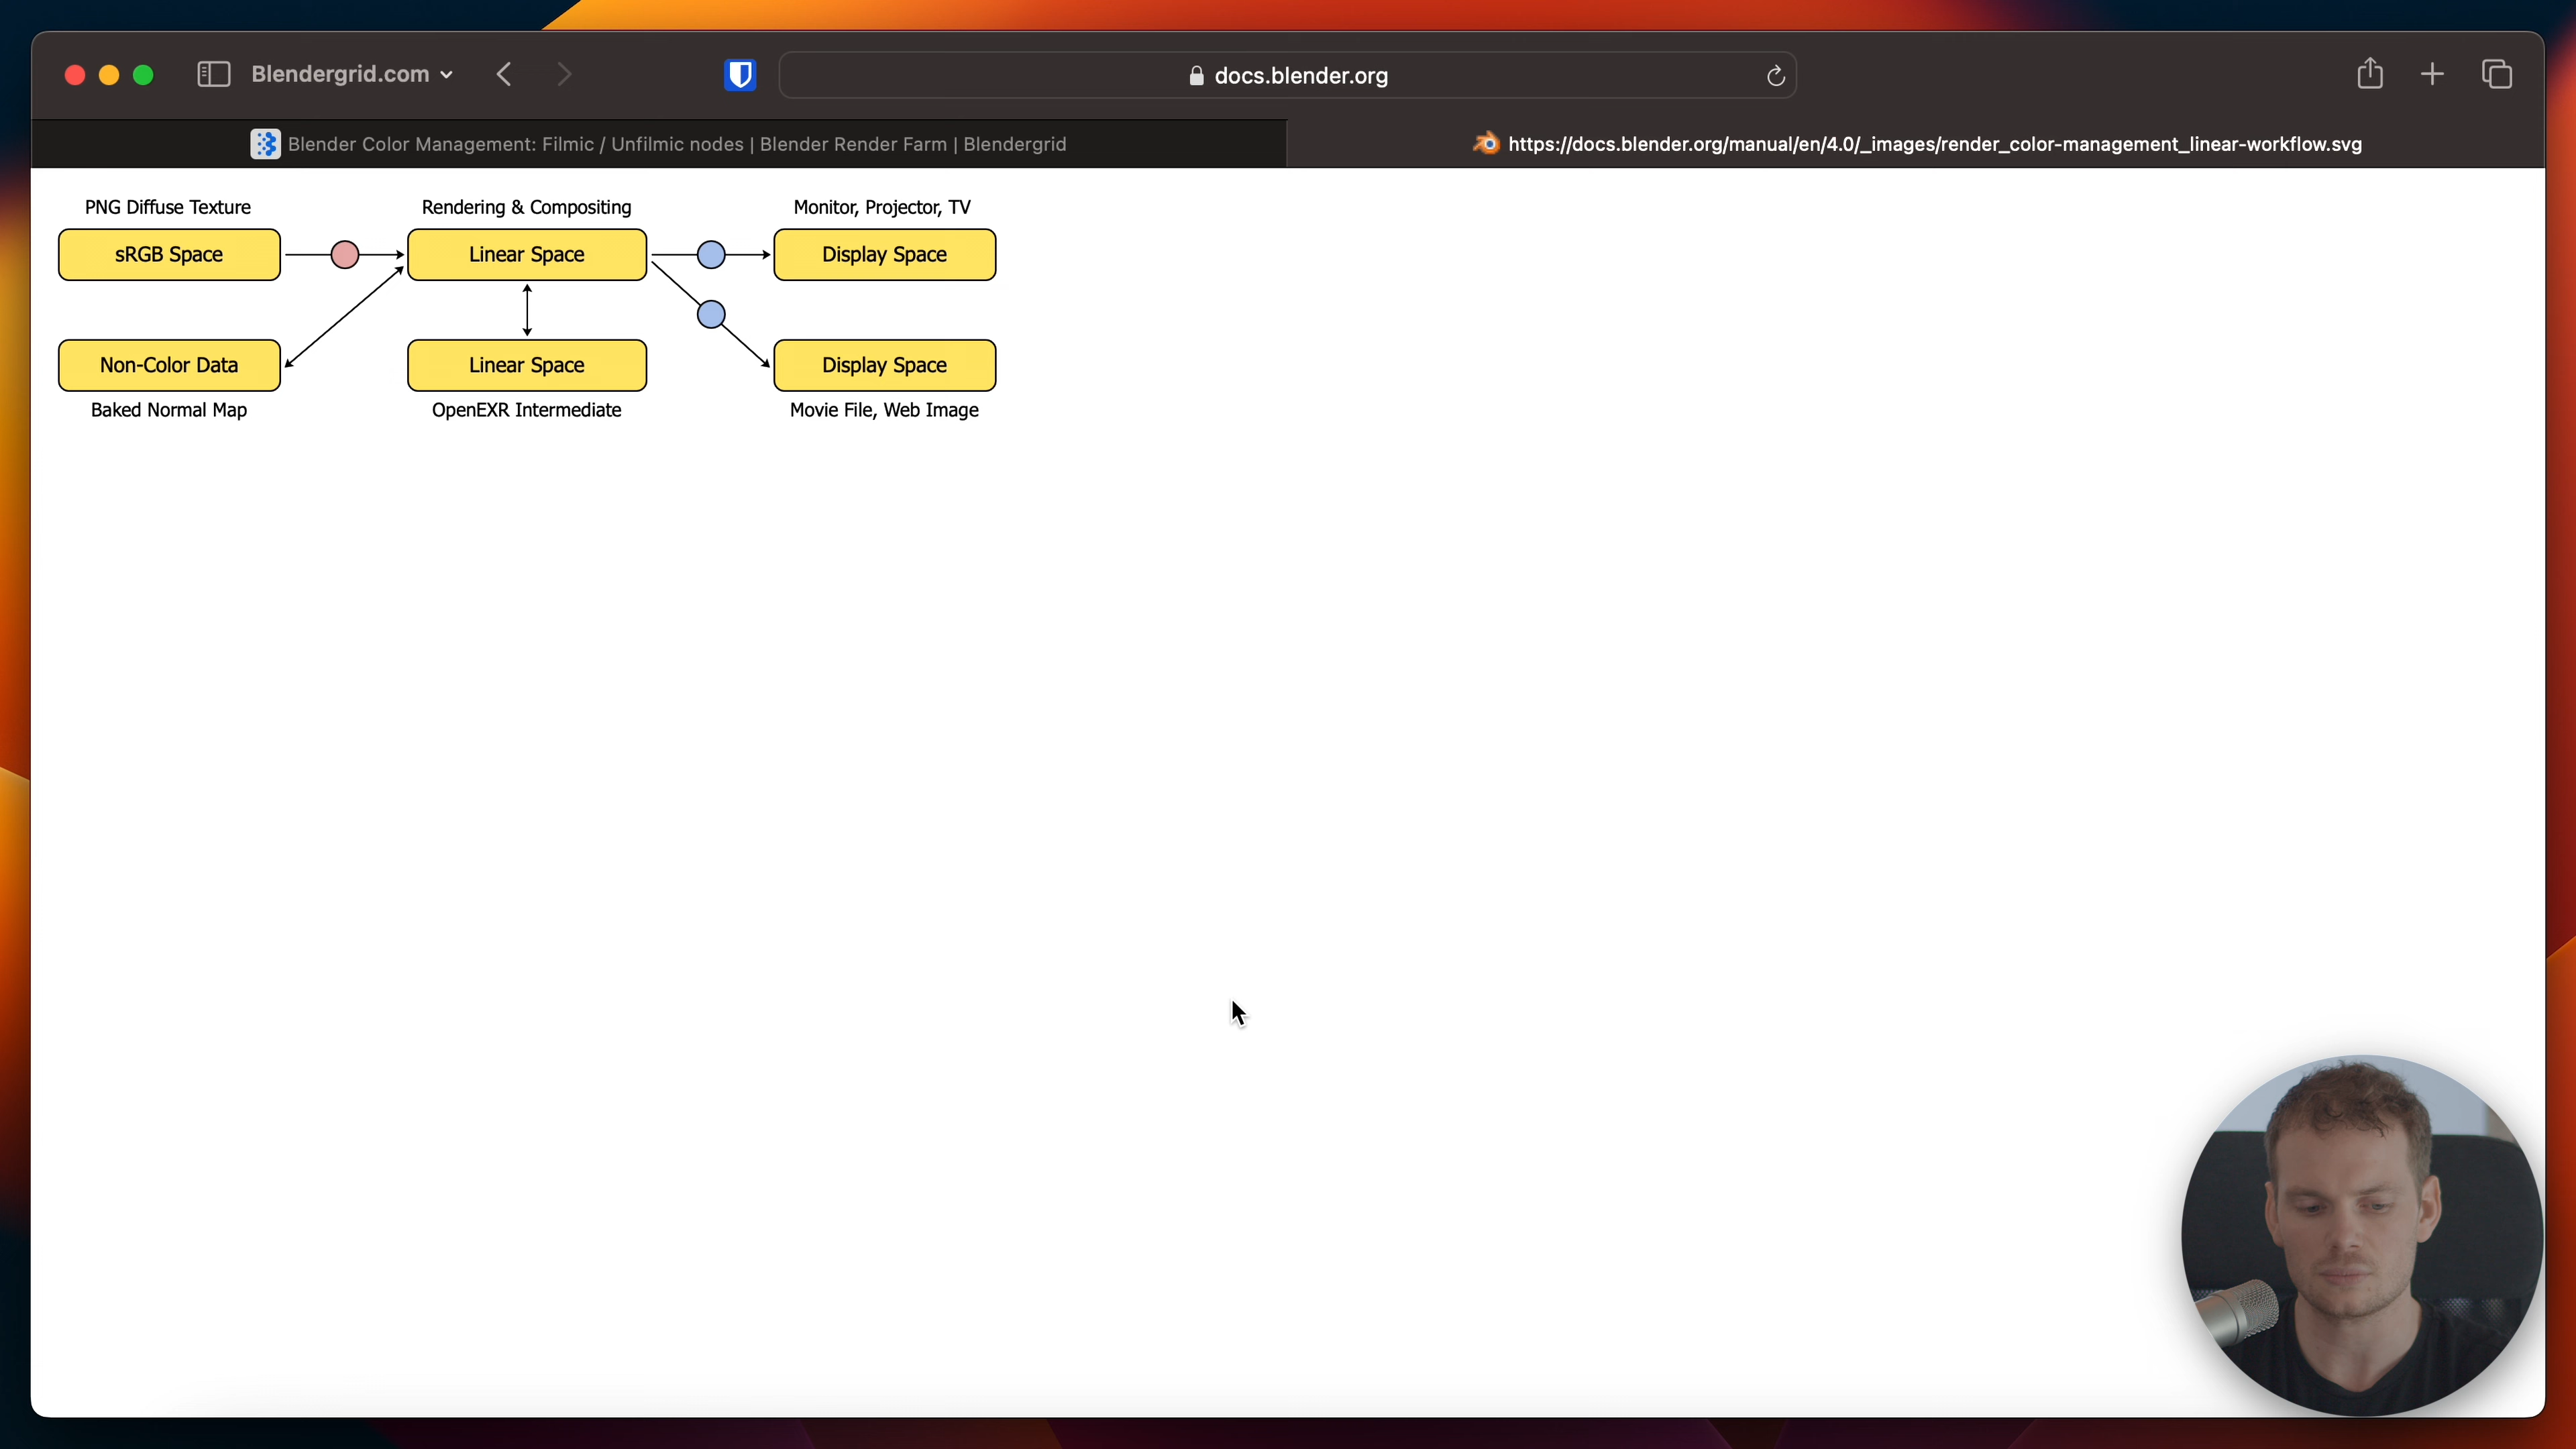 Blendergrid.com
docs.blender.org
Blender Color Management: Filmic / Unfilmic nodes | Blender Render Farm | Blendergrid
https://docs.blender.org/manual/en/4.0/_images/render_color-management_linear-workflow.svg
PNG Diffuse Texture
Rendering & Compositing
Monitor, Projector, TV
sRGB Space
Linear Space
Display Space
Non-Color Data
Linear Space
Display Space
Baked Normal Map
OpenEXR Intermediate
Movie File, Web Image